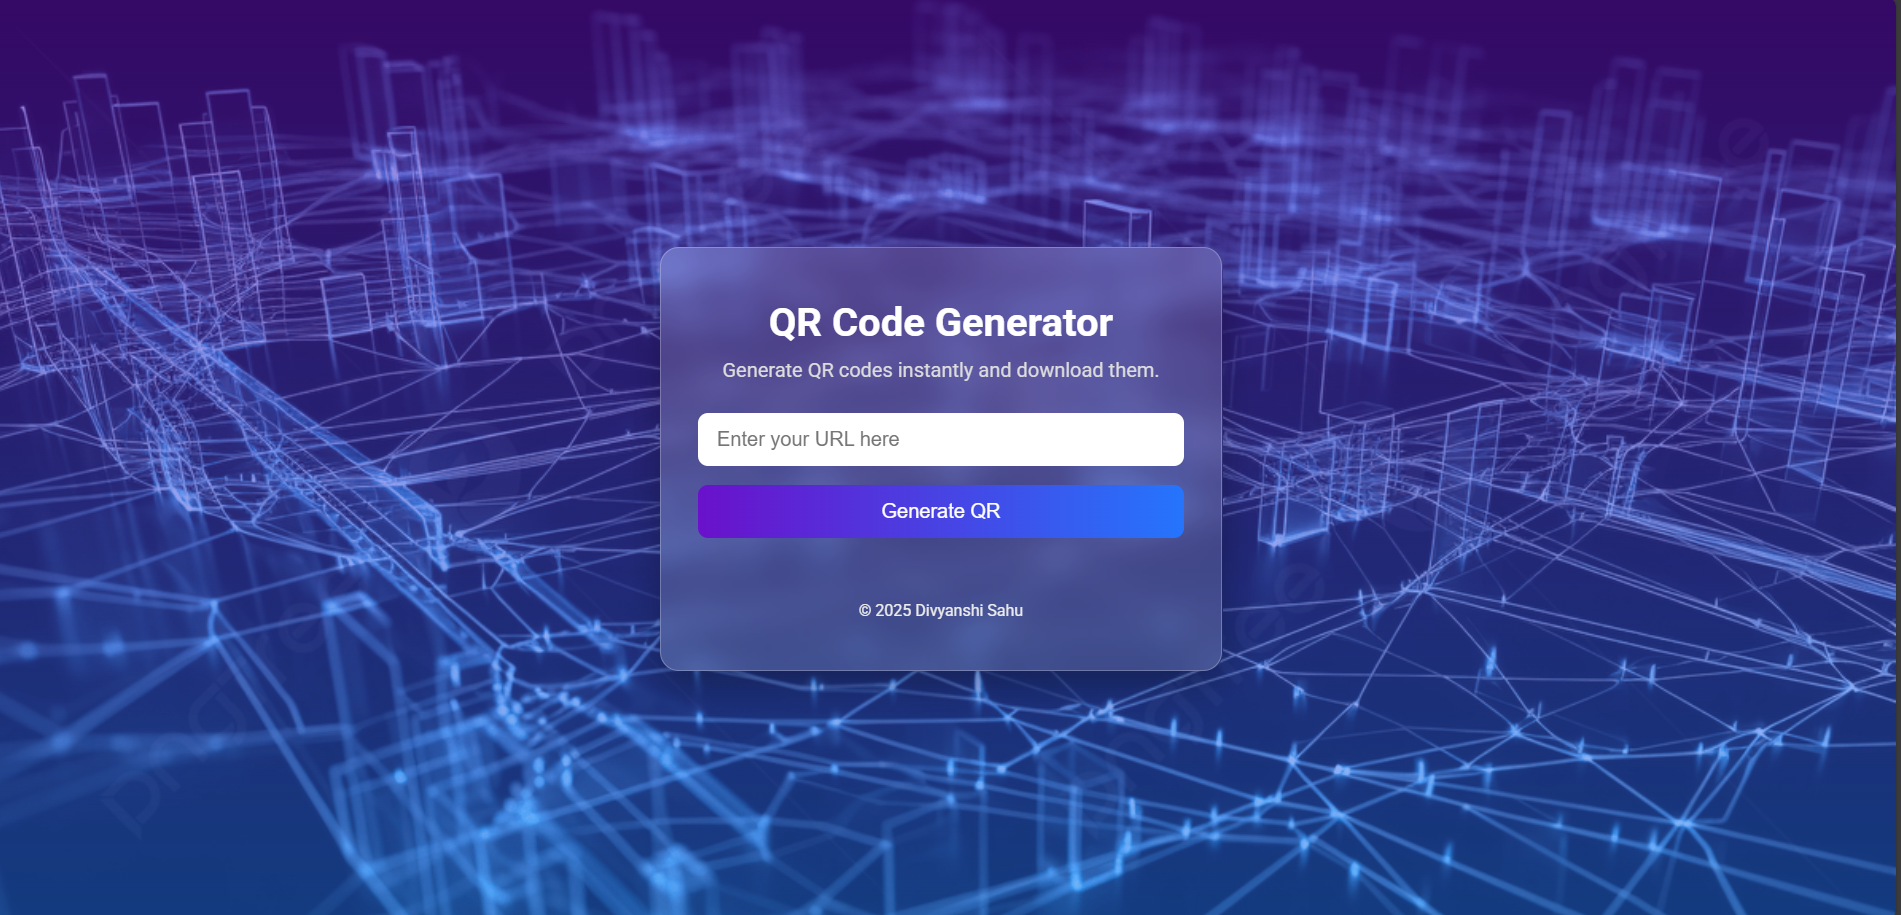 QR Code Generator
Generate QR codes instantly and download them.
Enter your URL here
Generate QR
© 2025 Divyanshi Sahu